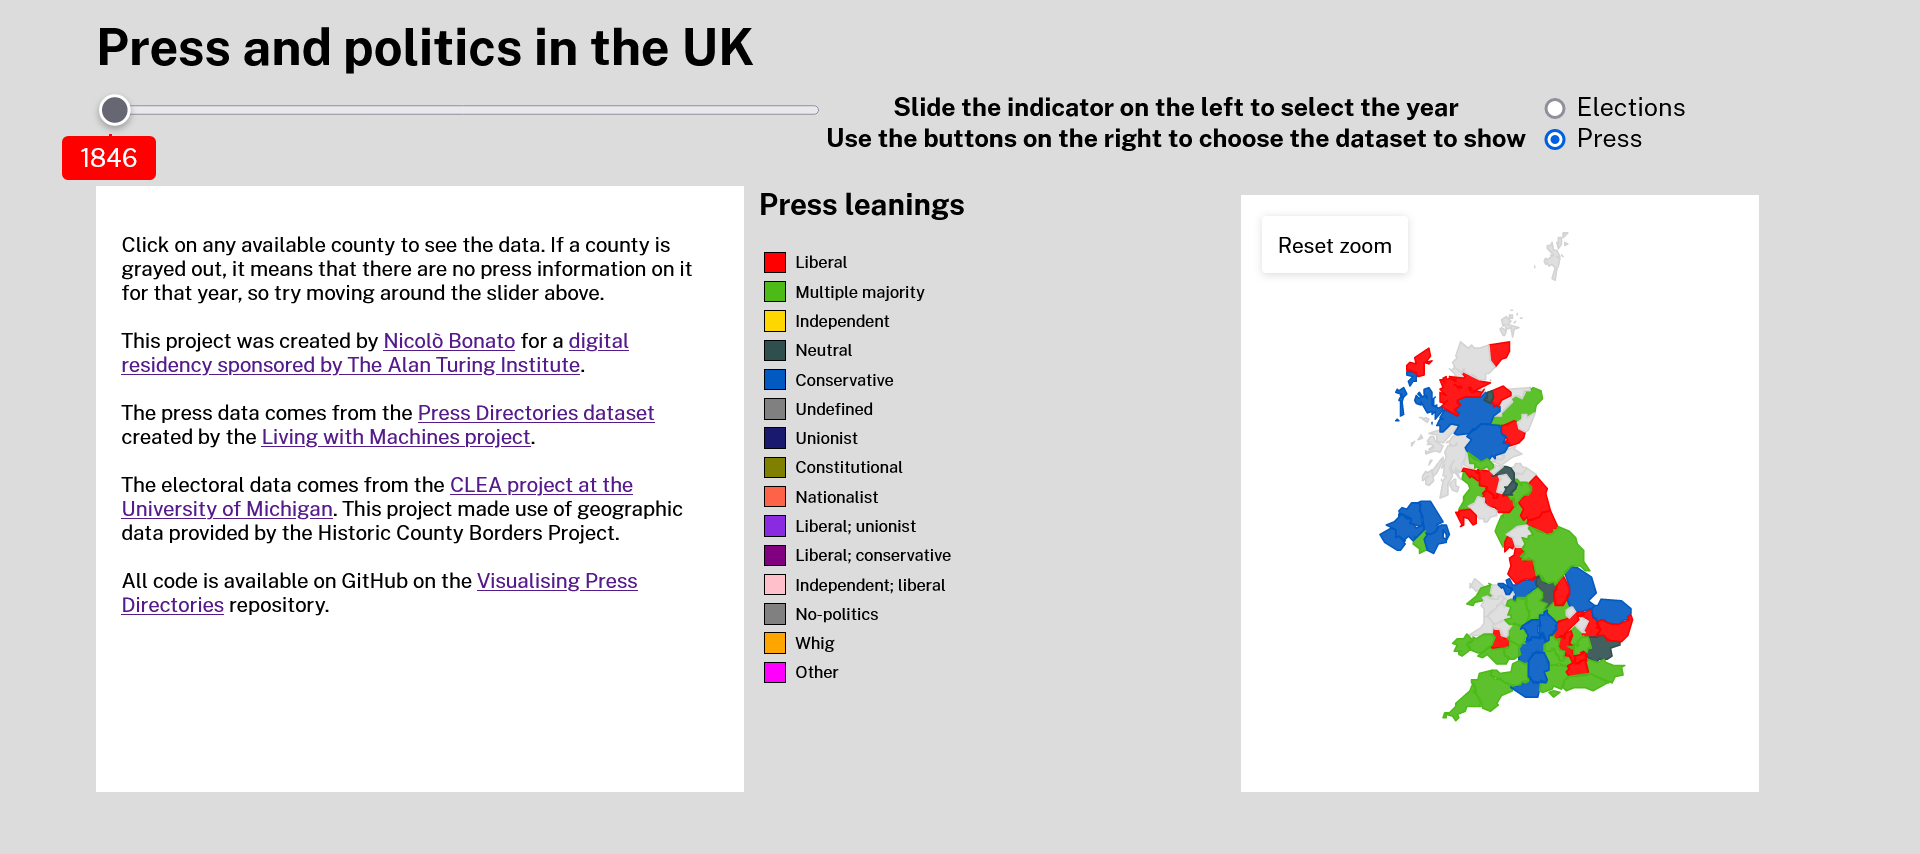 Press and politics in the UK
Slide the indicator on the left to select the year
Use the buttons on the right to choose the dataset to show
Elections
Press
1846
Click on any available county to see the data. If a county is
grayed out, it means that there are no press information on it
for that year, so try moving around the slider above.
This project was created by Nicolò Bonato for a digital
residency sponsored by The Alan Turing Institute.
The press data comes from the Press Directories dataset
created by the Living with Machines project.
The electoral data comes from the CLEA project at the
University of Michigan. This project made use of geographic
data provided by the Historic County Borders Project.
All code is available on GitHub on the Visualising Press
Directories repository.
Press leanings
Liberal
Multiple majority
Independent
Neutral
Conservative
Undefined
Unionist
Constitutional
Nationalist
Liberal; unionist
Liberal; conservative
Independent; liberal
No-politics
Whig
Other
Reset zoom